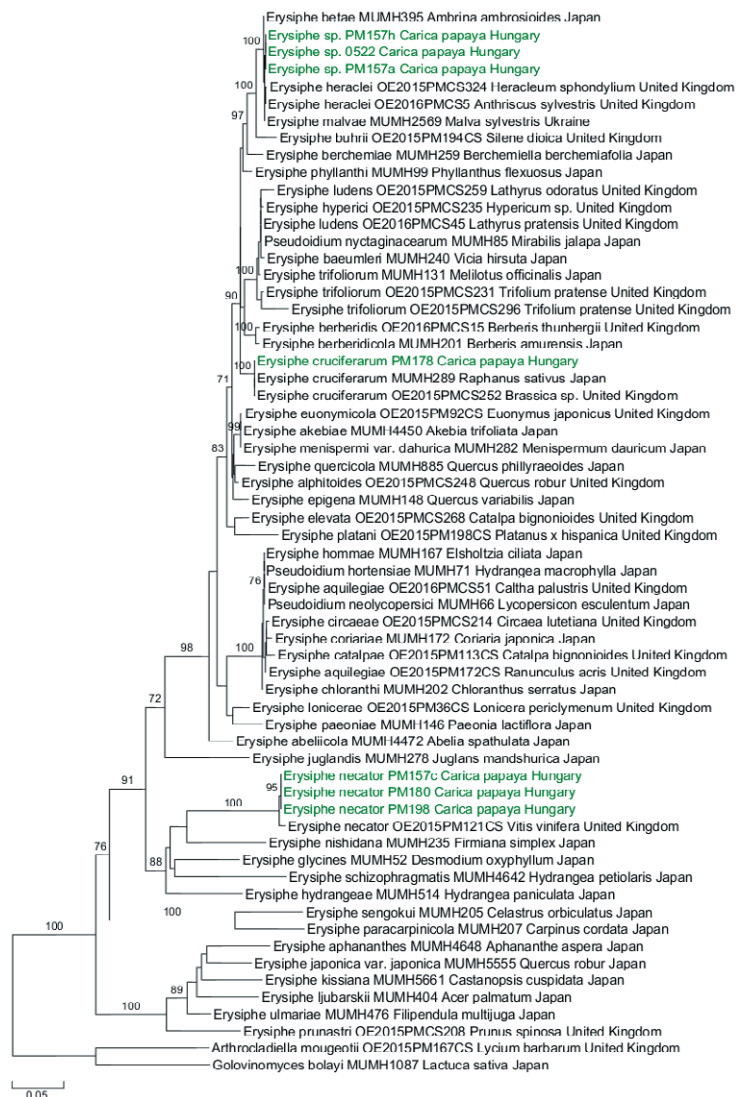 Erysiphe betae MUMH395 Ambrina ambrosioides Japan
Erysiphe sp. PM157h Carica papaya Hungary
100
Erysiphe sp. 0522 Carica papaya Hungary
Erysiphe sp. PM157a Carica papaya Hungary
100
Erysiphe heraclei OE2015PMCS324 Heracleum sphondylium United Kingdom
Erysiphe heraclei OE2016PMCS5 Anthriscus sylvestris United Kingdom
97
Erysiphe malvae MUMH2569 Malva sylvestris Ukraine
Erysiphe buhrii OE2015PM194CS Silene dioica United Kingdom
Erysiphe berchemiae MUMH259 Berchemiella berchemiafolia Japan
Erysiphe phyllanthi MUMH99 Phyllanthus flexuosus Japan
Erysiphe ludens OE2015PMCS259 Lathyrus odoratus United Kingdom
Erysiphe hyperici OE2015PMCS235 Hypericum sp. United Kingdom
Erysiphe ludens OE2016PMCS45 Lathyrus pratensis United Kingdom
Pseudoidium nyctaginacearum MUMH85 Mirabilis jalapa Japan
Erysiphe baeumleri MUMH240 Vicia hirsuta Japan
100
Erysiphe trifoliorum MUMH131 Melilotus officinalis Japan
Erysiphe trifoliorum OE2015PMCS231 Trifolium pratense United Kingdom
90
Erysiphe trifoliorum OE2015PMCS296 Trifolium pratense United Kingdom
100
Erysiphe berberidis OE2016PMCS15 Berberis thunbergii United Kingdom
Erysiphe berberidicola MUMH201 Berberis amurensis Japan
Erysiphe cruciferarum PM178 Carica papaya Hungary
100
Erysiphe cruciferarum MUMH289 Raphanus sativus Japan
71
Erysiphe cruciferarum OE2015PMCS252 Brassica sp. United Kingdom
Erysiphe euonymicola OE2015PM92CS Euonymus japonicus United Kingdom
99
Erysiphe akebiae MUMH4450 Akebia trifoliata Japan
83
Erysiphe menispermi var. dahurica MUMH282 Menispermum dauricum Japan
Erysiphe quercicola MUMH885 Quercus phillyraeoides Japan
Erysiphe alphitoides OE2015PMCS248 Quercus robur United Kingdom
Erysiphe epigena MUMH148 Quercus variabilis Japan
Erysiphe elevata OE2015PMCS268 Catalpa bignonioides United Kingdom
Erysiphe platani OE2015PM198CS Platanus x hispanica United Kingdom
Erysiphe hommae MUMH167 Elsholtzia ciliata Japan
Pseudoidium hortensiae MUMH71 Hydrangea macrophylla Japan
76
Erysiphe aquilegiae OE2016PMCS51 Caltha palustris United Kingdom
Pseudoidium neolycopersici MUMH66 Lycopersicon esculentum Japan
Erysiphe circaeae OE2015PMCS214 Circaea lutetiana United Kingdom
Erysiphe coriariae MUMH172 Coriaria japonica Japan
98
100
Erysiphe catalpae OE2015PM113CS Catalpa bignonioides United Kingdom
Erysiphe aquilegiae OE2015PM172CS Ranunculus acris United Kingdom
Erysiphe chloranthi MUMH202 Chloranthus serratus Japan
72
Erysiphe lonicerae OE2015PM36CS Lonicera periclymenum United Kingdom
Erysiphe paeoniae MUMH146 Paeonia lactiflora Japan
Erysiphe abeliicola MUMH4472 Abelia spathulata Japan
Erysiphe juglandis MUMH278 Juglans mandshurica Japan
91
Erysiphe necator PM157c Carica papaya Hungary
95
Erysiphe necator PM180 Carica papaya Hungary
100
Erysiphe necator PM198 Carica papaya Hungary
Erysiphe necator OE2015PM121CS Vitis vinifera United Kingdom
Erysiphe nishidana MUMH235 Firmiana simplex Japan
76
88
Erysiphe glycines MUMH52 Desmodium oxyphyllum Japan
Erysiphe schizophragmatis MUMH4642 Hydrangea petiolaris Japan
Erysiphe hydrangeae MUMH514 Hydrangea paniculata Japan
100
Erysiphe sengokui MUMH205 Celastrus orbiculatus Japan
Erysiphe paracarpinicola MUMH207 Carpinus cordata Japan
100
Erysiphe aphananthes MUMH4648 Aphananthe aspera Japan
Erysiphe japonica var. japonica MUMH5555 Quercus robur Japan
Erysiphe kissiana MUMH5661 Castanopsis cuspidata Japan
89
Erysiphe ljubarskii MUMH404 Acer palmatum Japan
100
Erysiphe ulmariae MUMH476 Filipendula multijuga Japan
Erysiphe prunastri OE2015PMCS208 Prunus spinosa United Kingdom
Arthrocladiella mougeotii OE2015PM167CS Lycium barbarum United Kingdom
Golovinomyces bolayi MUMH1087 Lactuca sativa Japan
0.05